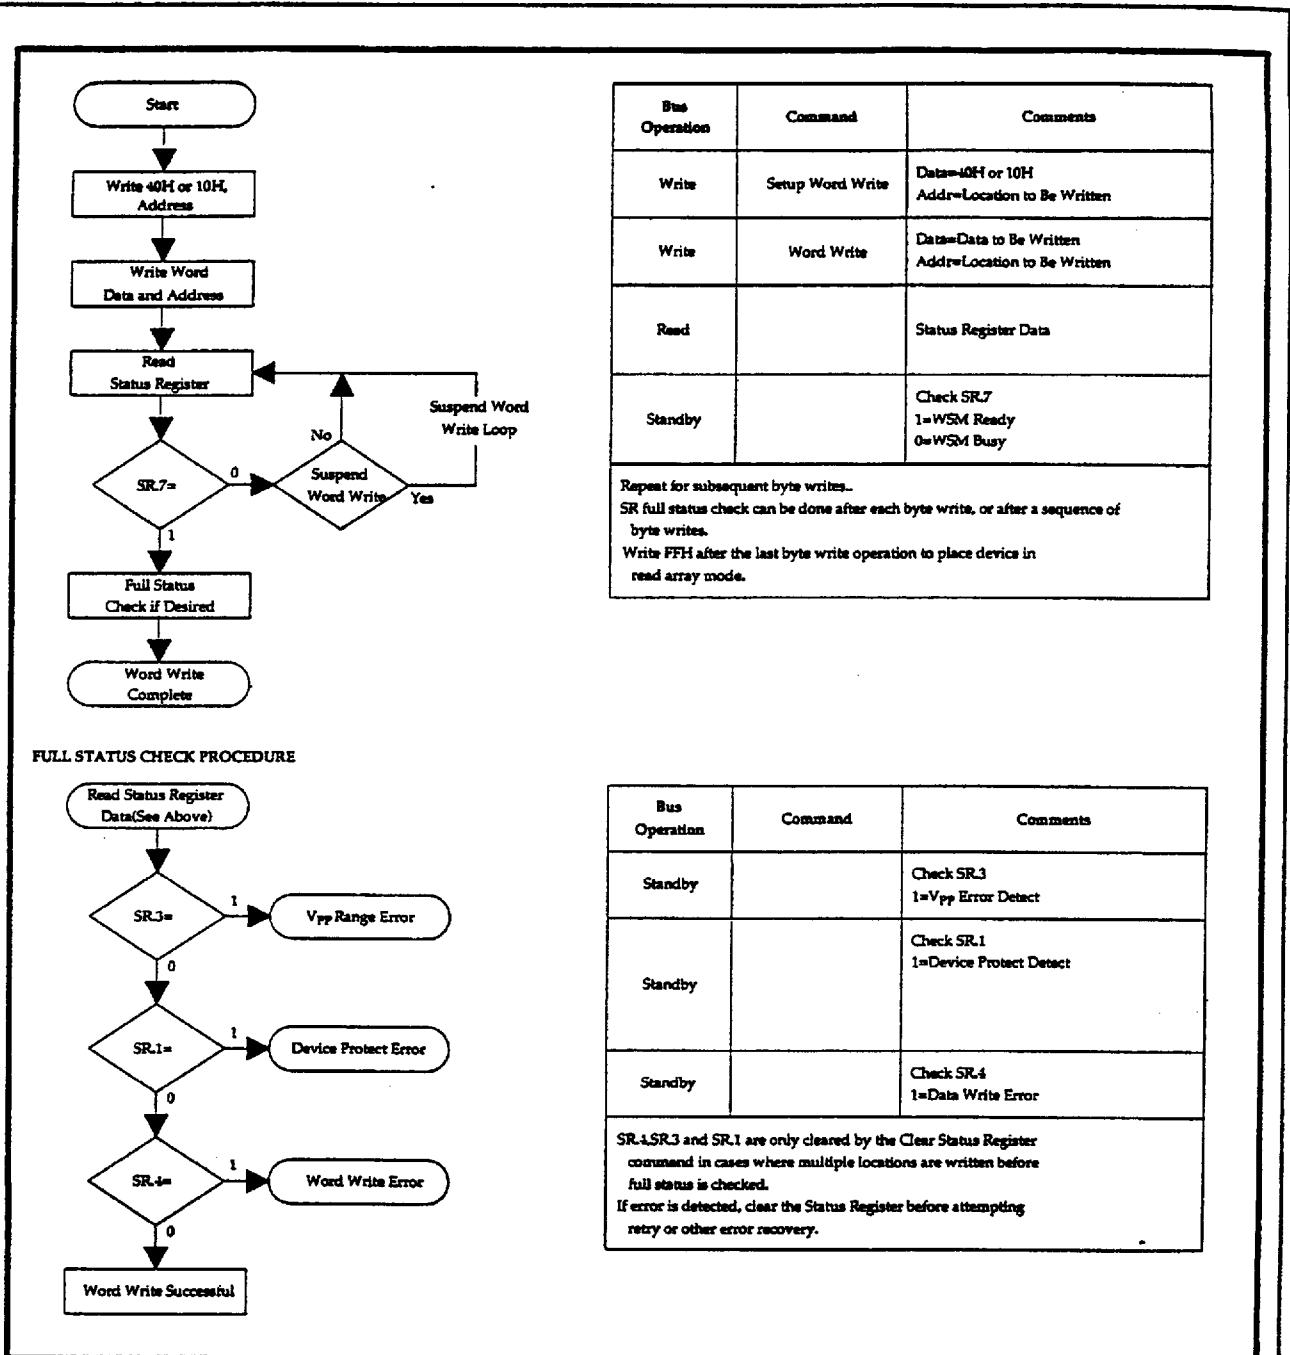 Start
Write 40H or 10H,
Address
Write Word
Data and Address
Read
Status Register
Suspend Word
Write Loop
No
SR.7=
0
Suspend
Word Write
Yes
1
Full Status
Check if Desired
Word Write
Complete
Bus
Operation
Command
Comments
Write
Setup Word Write
Data=40H or 10H
Addr=Location to Be Written
Write
Word Write
Data=Data to Be Written
Addr=Location to Be Written
Read
Status Register Data
Standby
Check SR.7
1=WSM Ready
0=WSM Busy
Repeat for subsequent byte writes..
SR full status check can be done after each byte write, or after a sequence of
byte writes.
Write FFH after the last byte write operation to place device in
read array mode.
FULL STATUS CHECK PROCEDURE
Read Status Register
Data(See Above)
SR.3=
1
VPP Range Error
0
SR.1=
1
Device Protect Error
0
SR.4=
1
Word Write Error
0
Word Write Successful
Bus
Operation
Command
Comments
Standby
Check SR.3
1=VPP Error Detect
Standby
Check SR.1
1=Device Protect Detect
Standby
Check SR.4
1=Data Write Error
SR.4,SR.3 and SR.1 are only cleared by the Clear Status Register
command in cases where multiple locations are written before
full status is checked.
If error is detected, clear the Status Register before attempting
retry or other error recovery.